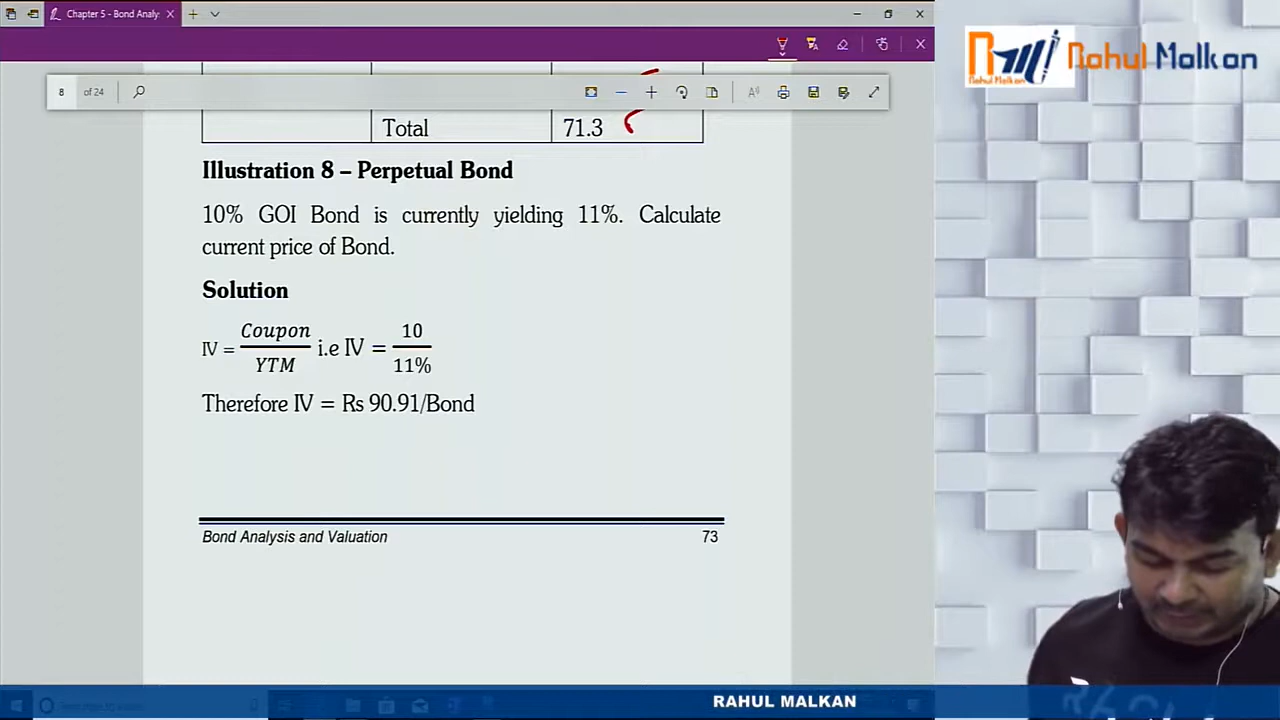 Chapter 5 - Bond Analy
Rahul Malkan
Rahul Malkan
8 of 24
Total 71.3
Illustration 8 – Perpetual Bond
10% GOI Bond is currently yielding 11%. Calculate
current price of Bond.
Solution
IV = Coupon / YTM i.e IV = 10 / 11%
Therefore IV = Rs 90.91/Bond
Bond Analysis and Valuation 73
RAHUL MALKAN